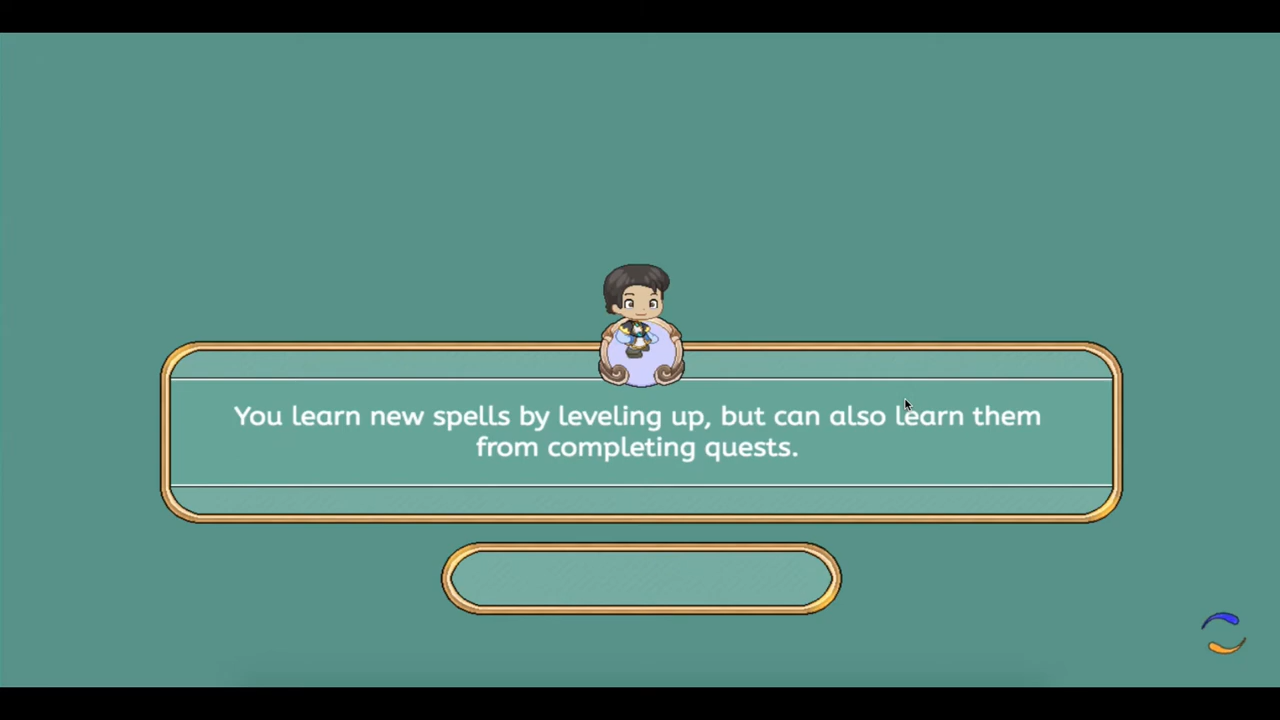 You learn new spells by leveling up, but can also learn them
from completing quests.